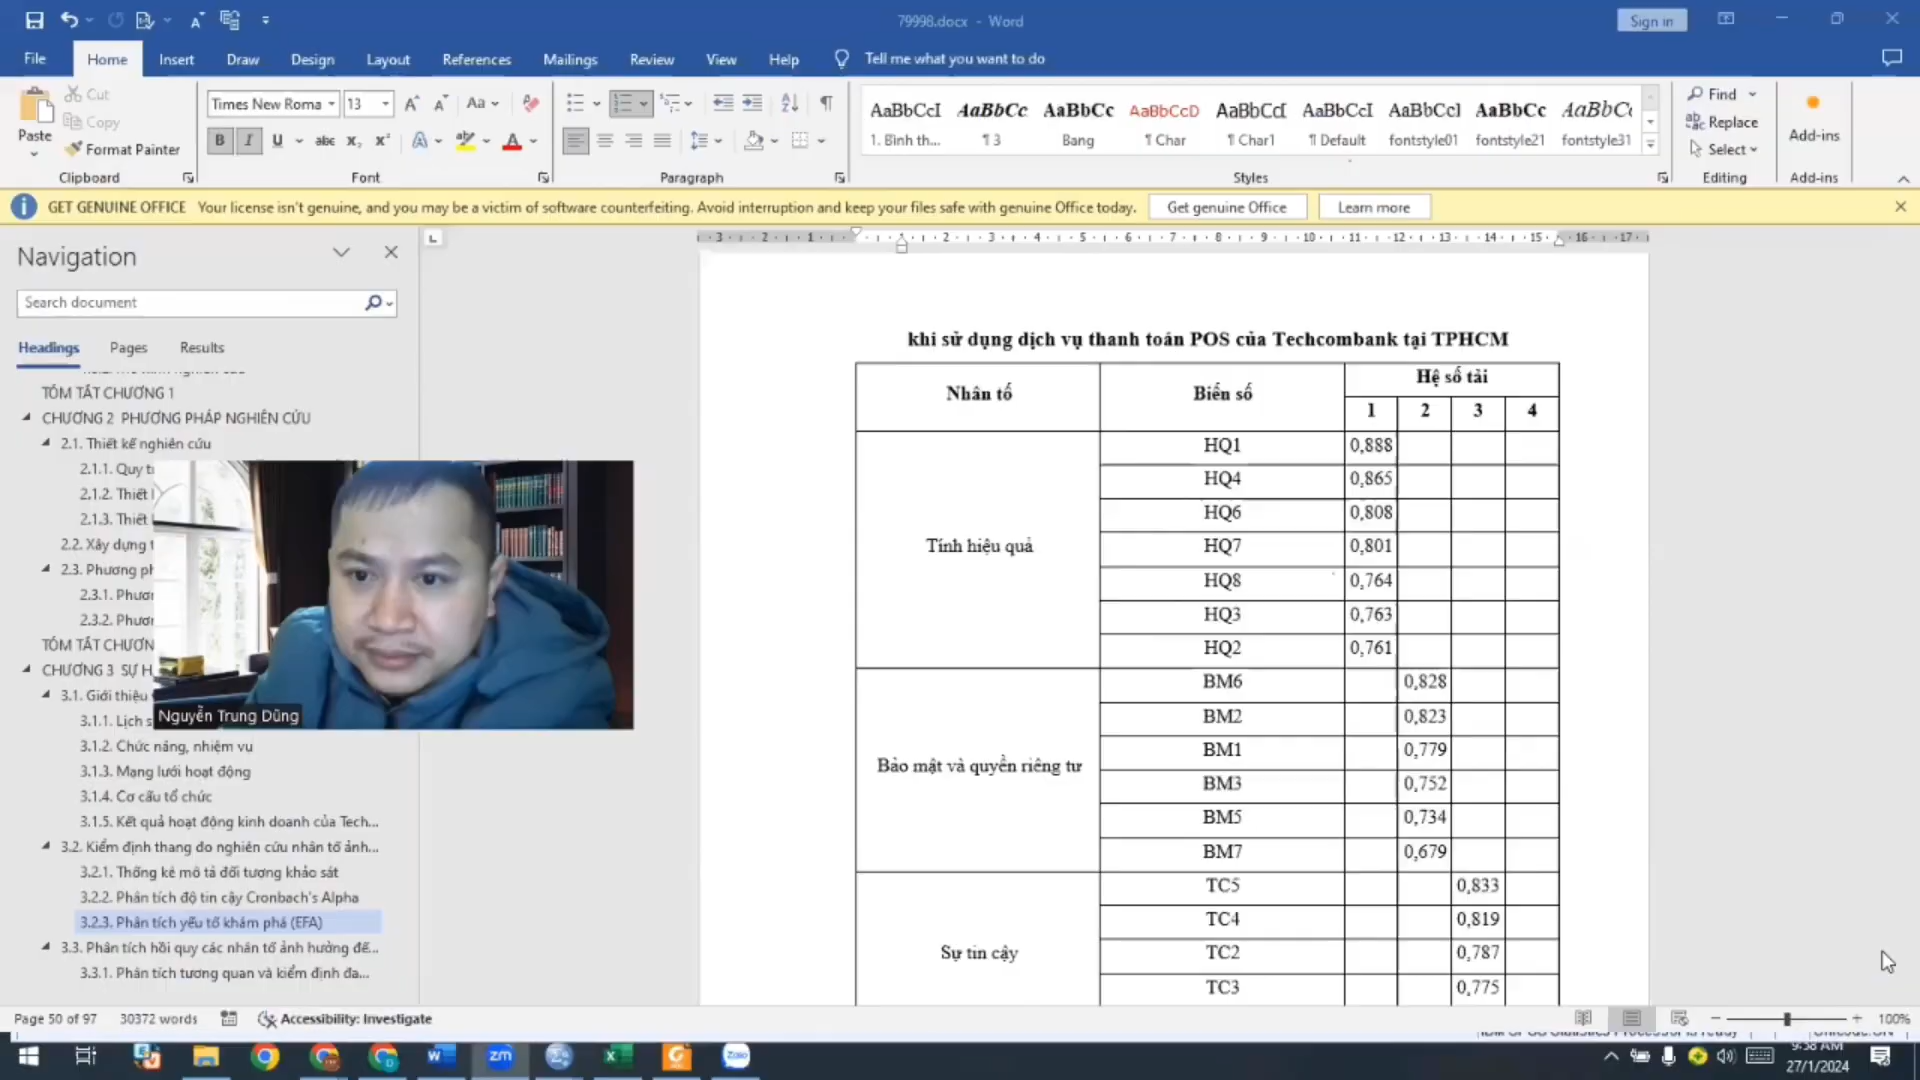 79998.docx - Word
Sign in
File Home Insert Draw Design Layout References Mailings Review View Help Tell me what you want to do
Paste
Cut
Copy
Format Painter
Clipboard
Times New Roma 13
Font
Paragraph
AaBbCcI AaBbCc AaBbCc AaBbCcD AaBbCcI AaBbCcI AaBbCcI AaBbCc AaBbCc
1. Bình th... ¶ 3 Bang ¶ Char ¶ Char1 ¶ Default fontstyle01 fontstyle21 fontstyle31
Styles
Find
Replace
Select
Editing
Add-ins
Add-ins
GET GENUINE OFFICE Your license isn't genuine, and you may be a victim of software counterfeiting. Avoid interruption and keep your files safe with genuine Office today. Get genuine Office Learn more
Navigation
Search document
Headings Pages Results
TÓM TẮT CHƯƠNG 1
CHƯƠNG 2 PHƯƠNG PHÁP NGHIÊN CỨU
2.1. Thiết kế nghiên cứu
2.1.1. Quy t
2.1.2. Thiết
2.1.3. Thiết
2.2. Xây dựng t
2.3. Phương ph
2.3.1. Phươn
2.3.2. Phươn
TÓM TẮT CHƯƠN
CHƯƠNG 3 SỰ H
3.1. Giới thiệu
3.1.1. Lịch s
3.1.2. Chức năng, nhiệm vụ
3.1.3. Mạng lưới hoạt động
3.1.4. Cơ cấu tổ chức
3.1.5. Kết quả hoạt động kinh doanh của Tech...
3.2. Kiểm định thang đo nghiên cứu nhân tố ảnh...
3.2.1. Thống kê mô tả đối tượng khảo sát
3.2.2. Phân tích độ tin cậy Cronbach's Alpha
3.2.3. Phân tích yếu tố khám phá (EFA)
3.3. Phân tích hồi quy các nhân tố ảnh hưởng đế...
3.3.1. Phân tích tương quan và kiểm định đa...
Nguyễn Trung Dũng
khi sử dụng dịch vụ thanh toán POS của Techcombank tại TPHCM
Nhân tố Biến số Hệ số tải
1 2 3 4
Tính hiệu quả
HQ1 0,888
HQ4 0,865
HQ6 0,808
HQ7 0,801
HQ8 0,764
HQ3 0,763
HQ2 0,761
Bảo mật và quyền riêng tư
BM6 0,828
BM2 0,823
BM1 0,779
BM3 0,752
BM5 0,734
BM7 0,679
Sự tin cậy
TC5 0,833
TC4 0,819
TC2 0,787
TC3 0,775
Page 50 of 97 30372 words Accessibility: Investigate 100%
9:38 AM
27/1/2024